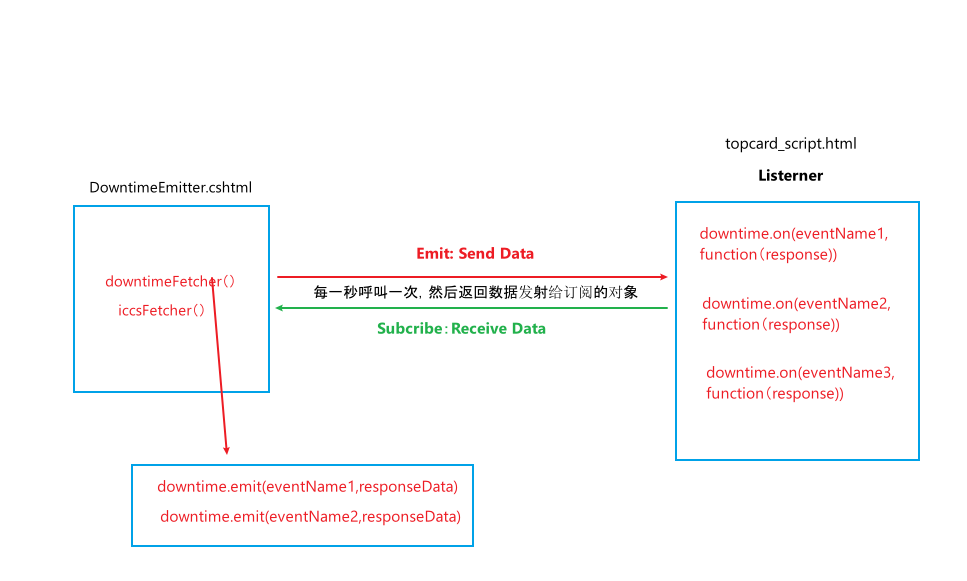 topcard_script.html
Listerner
DowntimeEmitter.cshtml
downtimeFetcher（）
iccsFetcher（）
Emit: Send Data
每一秒呼叫一次，然后返回数据发射给订阅的对象
Subcribe：Receive Data
downtime.on(eventName1,
function（response))
downtime.on(eventName2,
function（response))
downtime.on(eventName3,
function（response))
downtime.emit(eventName1,responseData)
downtime.emit(eventName2,responseData)